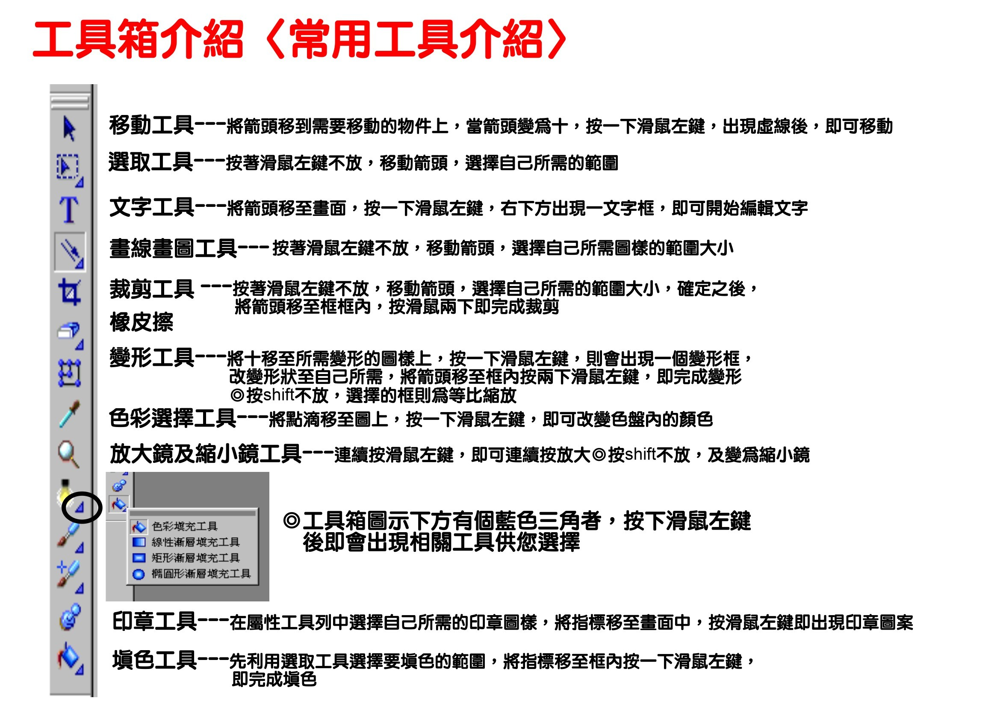 工具箱介紹〈常用工具介紹〉
移動工具---將箭頭移到需要移動的物件上，當箭頭變為十，按一下滑鼠左鍵，出現虛線後，即可移動
選取工具---按著滑鼠左鍵不放，移動箭頭，選擇自己所需的範圍
T
文字工具---將箭頭移至畫面，按一下滑鼠左鍵，右下方出現一文字框，即可開始編輯文字
畫線畫圖工具---按著滑鼠左鍵不放，移動箭頭，選擇自己所需圖樣的範圍大小
裁剪工具 ---按著滑鼠左鍵不放，移動箭頭，選擇自己所需的範圍大小，確定之後，
將箭頭移至框框內，按滑鼠兩下即完成裁剪
橡皮擦
變形工具---將十移至所需變形的圖樣上，按一下滑鼠左鍵，則會出現一個變形框，
改變形狀至自己所需，將箭頭移至框內按兩下滑鼠左鍵，即完成變形
◎按shift不放，選擇的框則為等比縮放
色彩選擇工具---將點滴移至圖上，按一下滑鼠左鍵，即可改變色盤內的顏色
放大鏡及縮小鏡工具---連續按滑鼠左鍵，即可連續按放大◎按shift不放，及變為縮小鏡
色彩填充工具
線性漸層填充工具
矩形漸層填充工具
橢圓形漸層填充工具
◎工具箱圖示下方有個藍色三角者，按下滑鼠左鍵
後即會出現相關工具供您選擇
印章工具---在屬性工具列中選擇自己所需的印章圖樣，將指標移至畫面中，按滑鼠左鍵即出現印章圖案
填色工具---先利用選取工具選擇要填色的範圍，將指標移至框內按一下滑鼠左鍵，
即完成填色